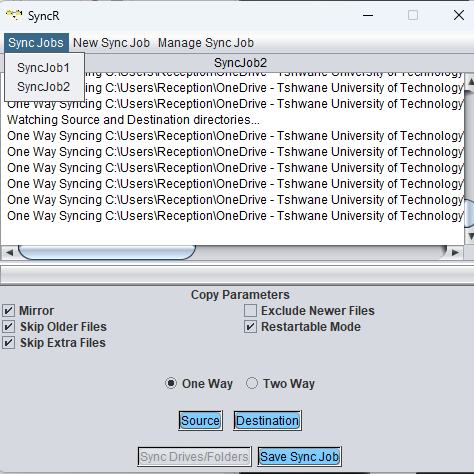 SyncR
Sync Jobs New Sync Job Manage Sync Job
SyncJob1
SyncJob2
SyncJob2
C:\Users\Reception\OneDrive - Tshwane University of Technology
C:\Users\Reception\OneDrive - Tshwane University of Technology
One Way Syncing C:\Users\Reception\OneDrive - Tshwane University of Technology
Watching Source and Destination directories...
One Way Syncing C:\Users\Reception\OneDrive - Tshwane University of Technology
One Way Syncing C:\Users\Reception\OneDrive - Tshwane University of Technology
One Way Syncing C:\Users\Reception\OneDrive - Tshwane University of Technology
One Way Syncing C:\Users\Reception\OneDrive - Tshwane University of Technology
One Way Syncing C:\Users\Reception\OneDrive - Tshwane University of Technology
One Way Syncing C:\Users\Reception\OneDrive - Tshwane University of Technology
Copy Parameters
Mirror Exclude Newer Files
Skip Older Files Restartable Mode
Skip Extra Files
One Way Two Way
Source Destination
Sync Drives/Folders Save Sync Job